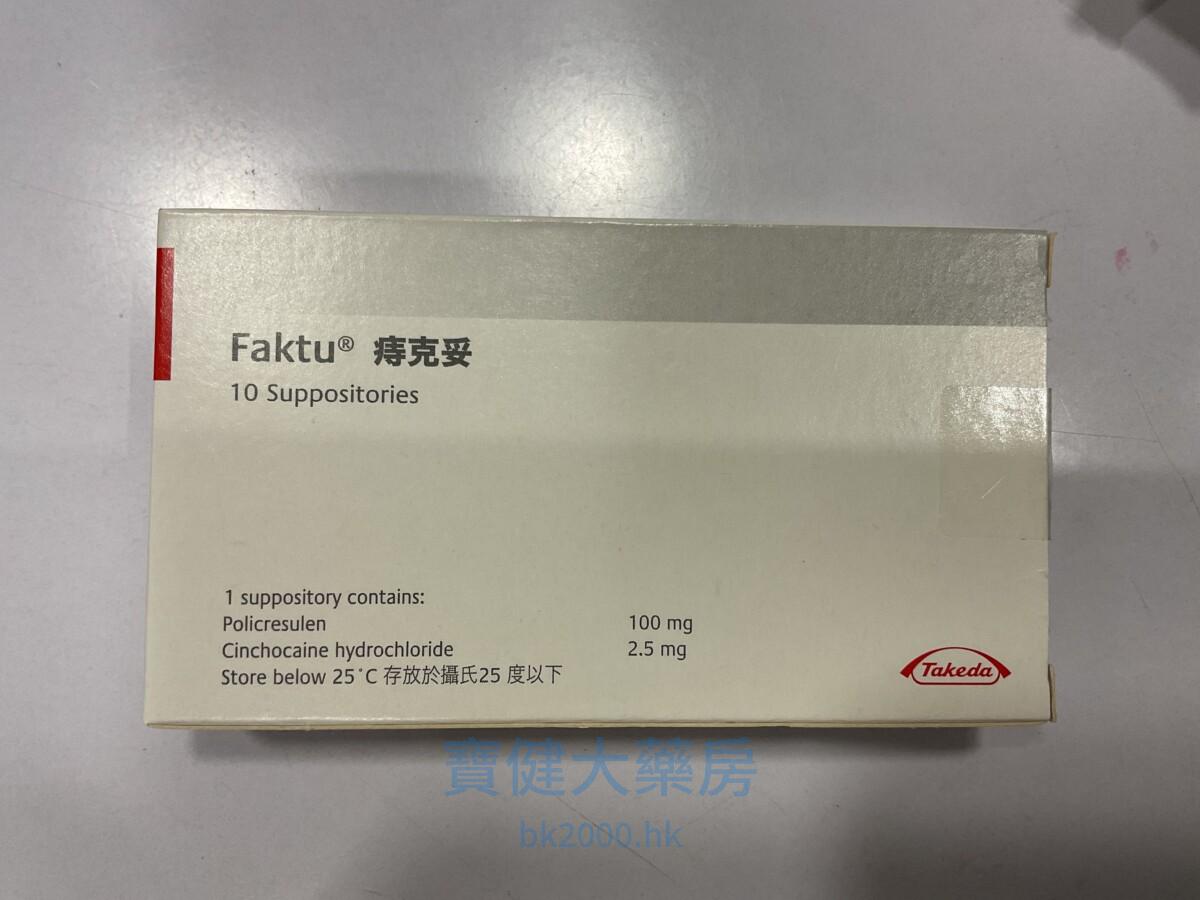 Faktu® 痔克妥
10 Suppositories
1 suppository contains:
Policresulen 100 mg
Cinchocaine hydrochloride 2.5 mg
Store below 25°C 存放於攝氏25 度以下
Takeda
寶健大藥房
bk2000.hk